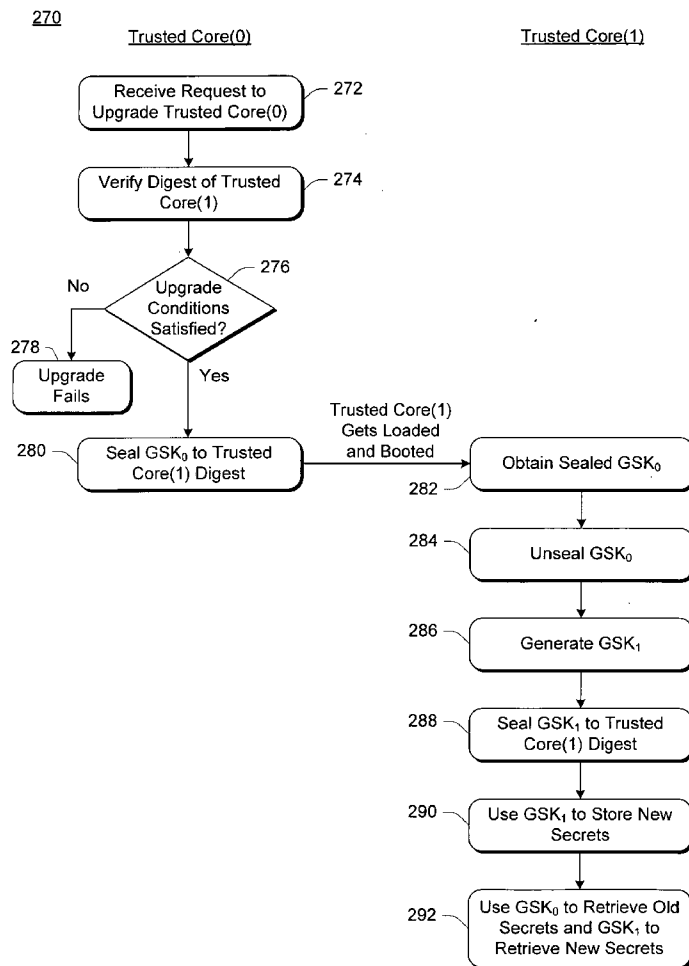 270
Trusted Core(0)
Trusted Core(1)
Receive Request to
Upgrade Trusted Core(0)
272
Verify Digest of Trusted
Core(1)
274
276
Upgrade
Conditions
Satisfied?
No
278
Upgrade
Fails
Yes
280
Seal GSK₀ to Trusted
Core(1) Digest
Trusted Core(1)
Gets Loaded
and Booted
Obtain Sealed GSK₀
282
284
Unseal GSK₀
286
Generate GSK₁
288
Seal GSK₁ to Trusted
Core(1) Digest
290
Use GSK₁ to Store New
Secrets
292
Use GSK₀ to Retrieve Old
Secrets and GSK₁ to
Retrieve New Secrets